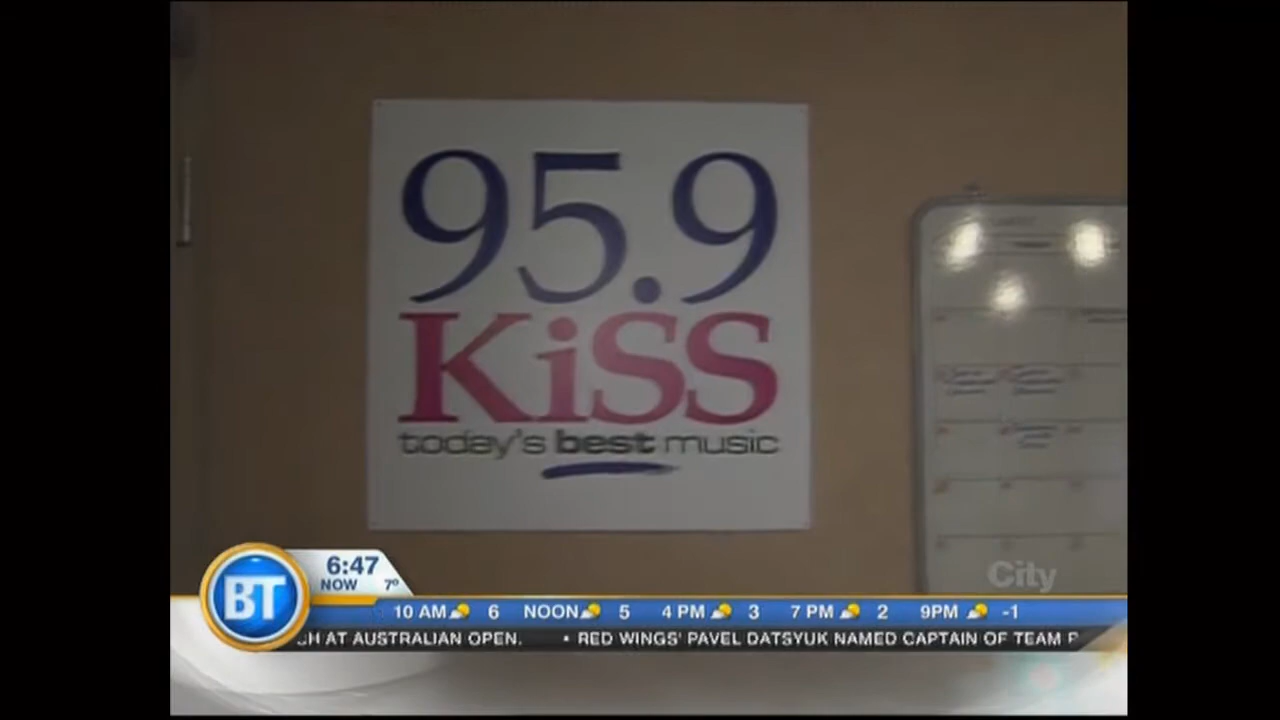 95.9
KiSS
today's best music
City
BT
6:47
NOW 7°
10 AM 6 NOON 5 4 PM 3 7 PM 2 9PM -1
AT AUSTRALIAN OPEN. • RED WINGS' PAVEL DATSYUK NAMED CAPTAIN OF TEAM